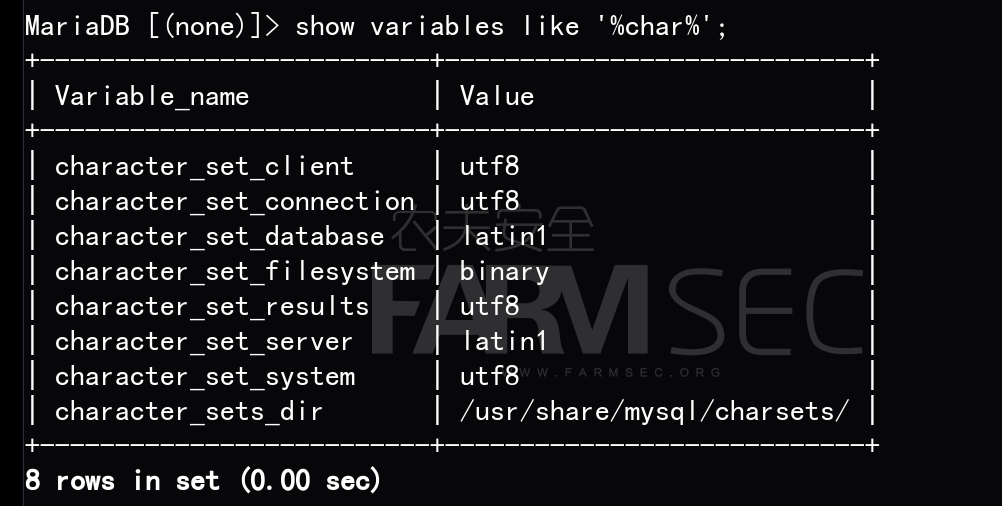 MariaDB [(none)]> show variables like '%char%';
+--------------------------+----------------------------+
| Variable_name            | Value                      |
+--------------------------+----------------------------+
| character_set_client     | utf8                       |
| character_set_connection | utf8                       |
农夫安全
| character_set_database   | latin1                     |
| character_set_filesystem | binary                     |
FARMSEC
| character_set_results    | utf8                       |
| character_set_server     | latin1                     |
| character_set_system     | utf8                       |
WWW.FARMSEC.ORG
| character_sets_dir       | /usr/share/mysql/charsets/ |
+--------------------------+----------------------------+
8 rows in set (0.00 sec)